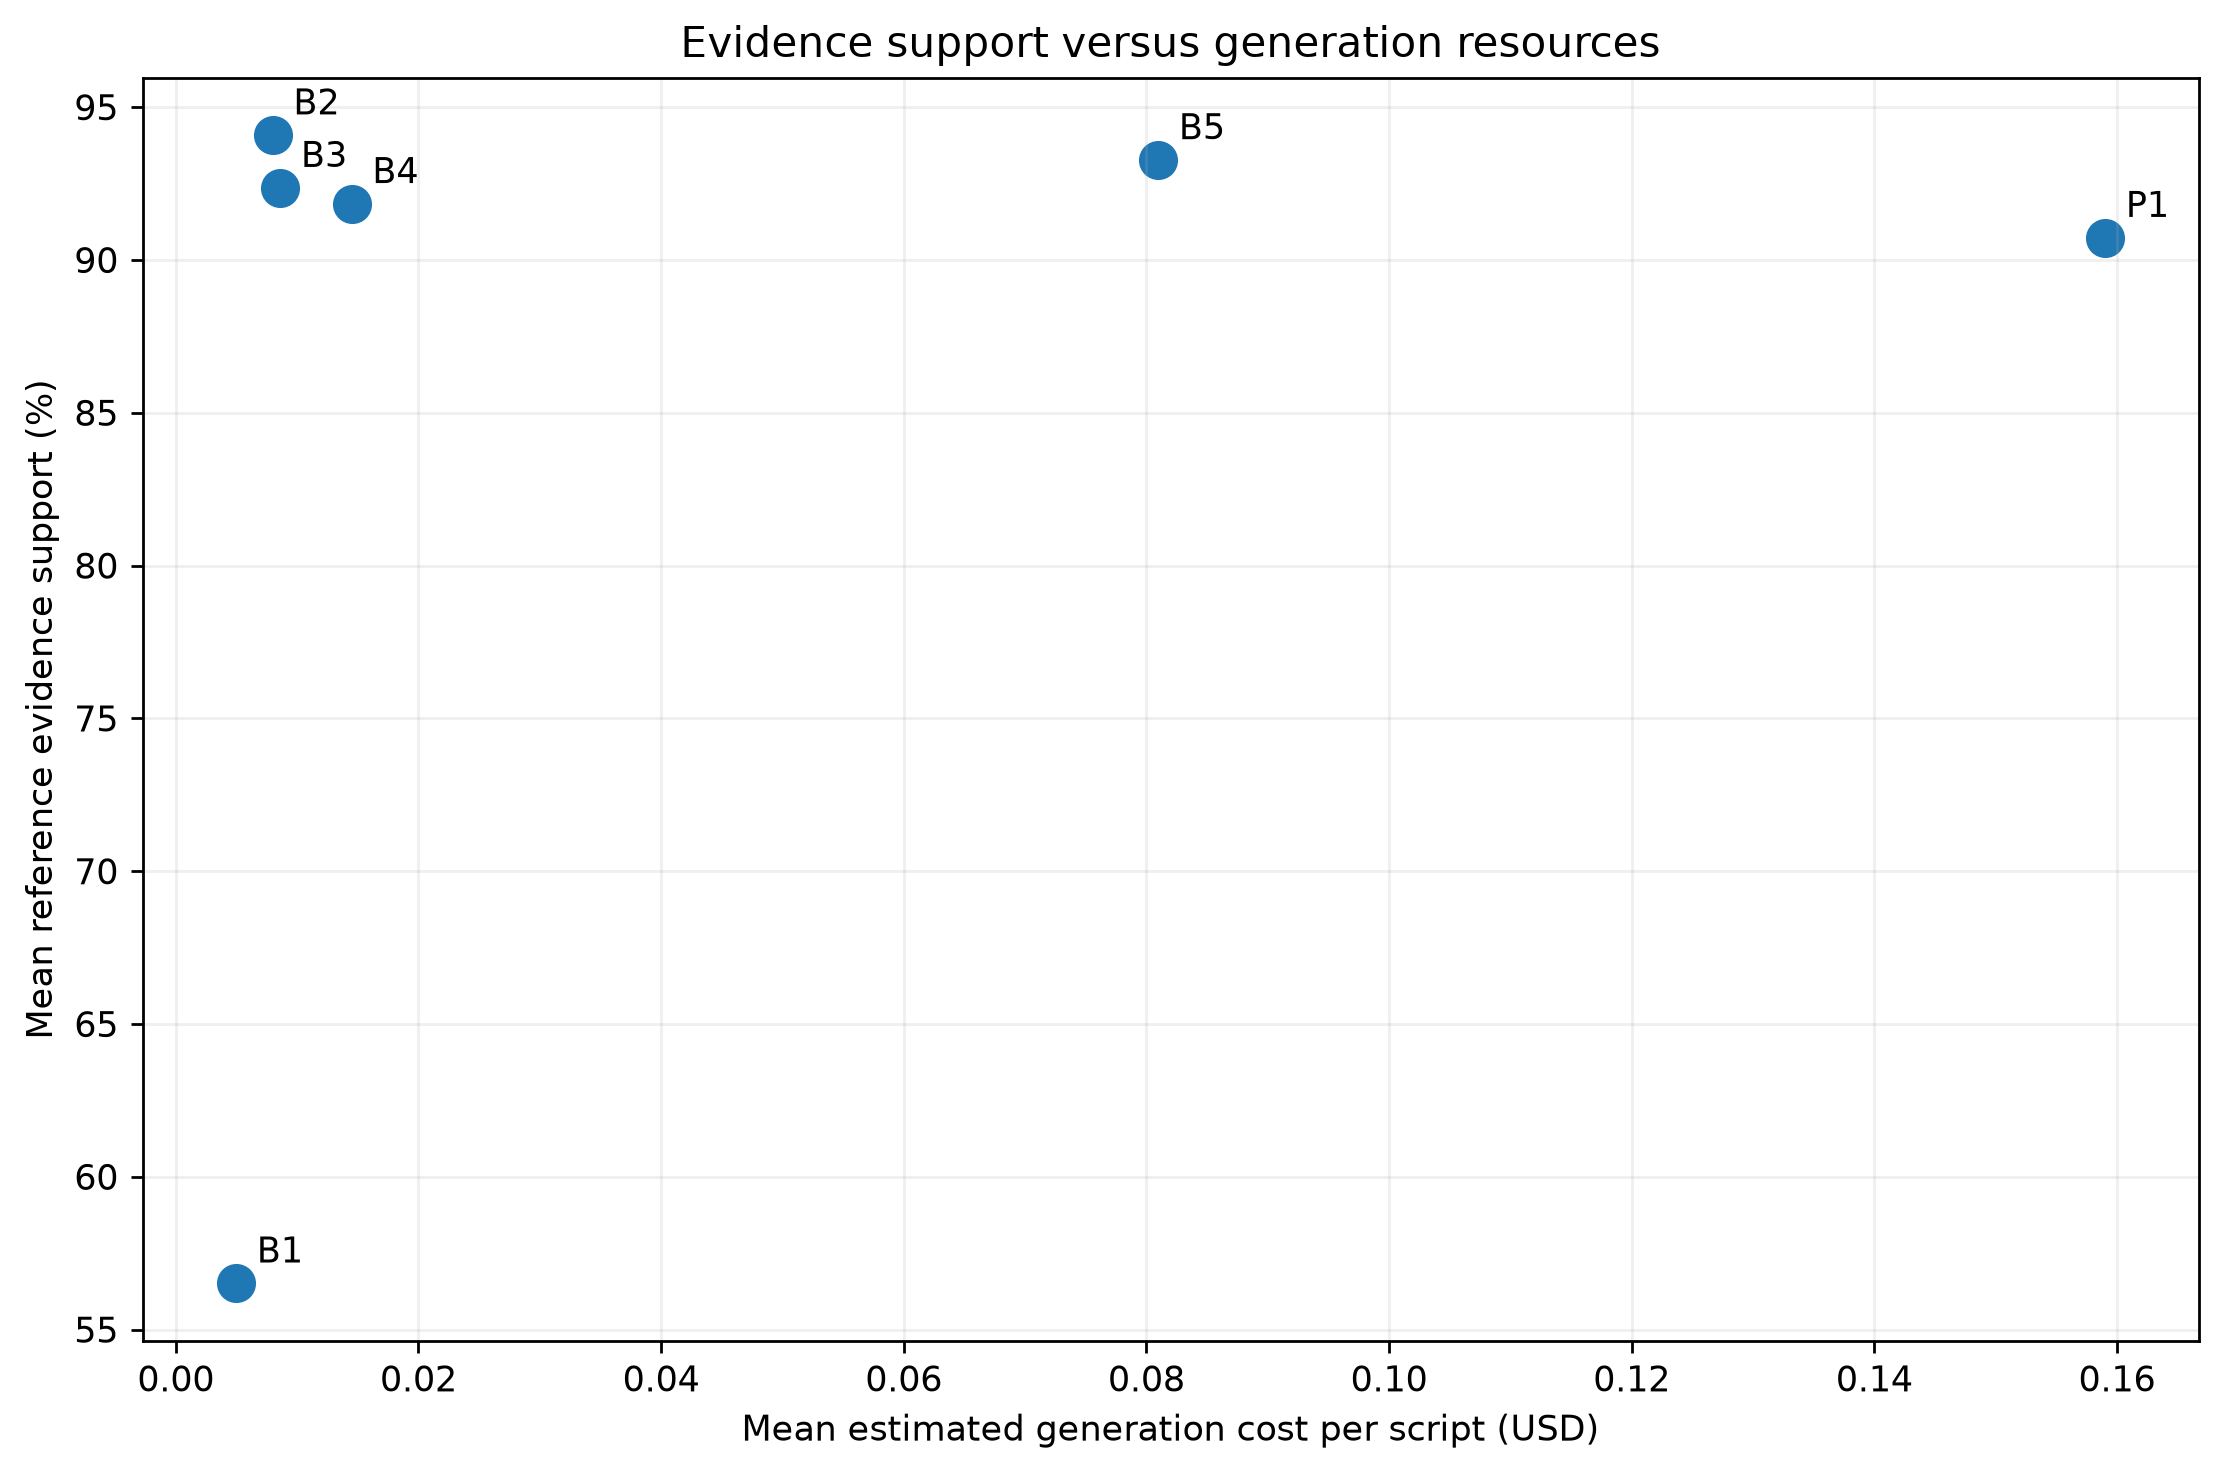 Evidence support versus generation resources
Mean reference evidence support (%)
95
90
85
80
75
70
65
60
55
B2
B3
B4
B5
P1
B1
0.00 0.02 0.04 0.06 0.08 0.10 0.12 0.14 0.16
Mean estimated generation cost per script (USD)